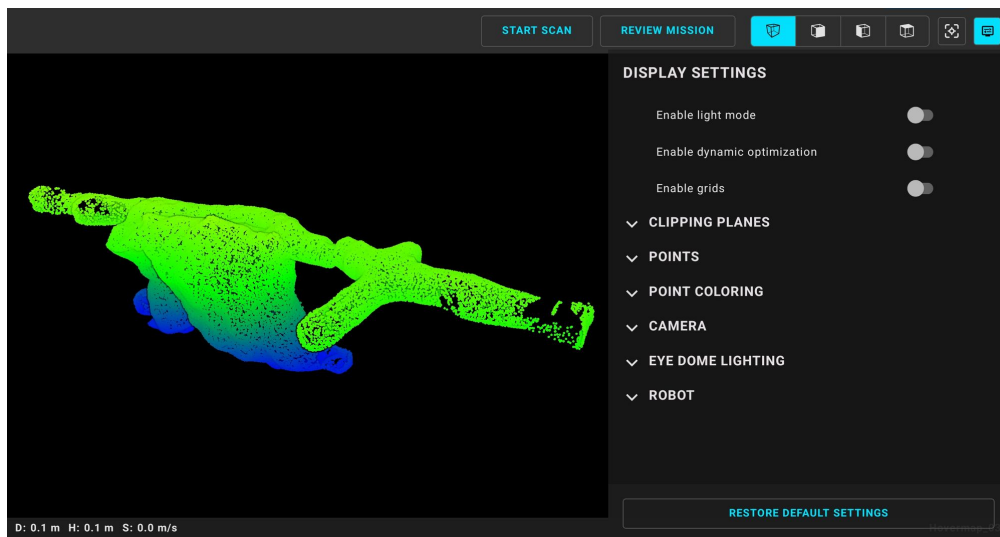 START SCAN
REVIEW MISSION
DISPLAY SETTINGS
Enable light mode
Enable dynamic optimization
Enable grids
CLIPPING PLANES
POINTS
POINT COLORING
CAMERA
EYE DOME LIGHTING
ROBOT
RESTORE DEFAULT SETTINGS
D: 0.1 m H: 0.1 m S: 0.0 m/s